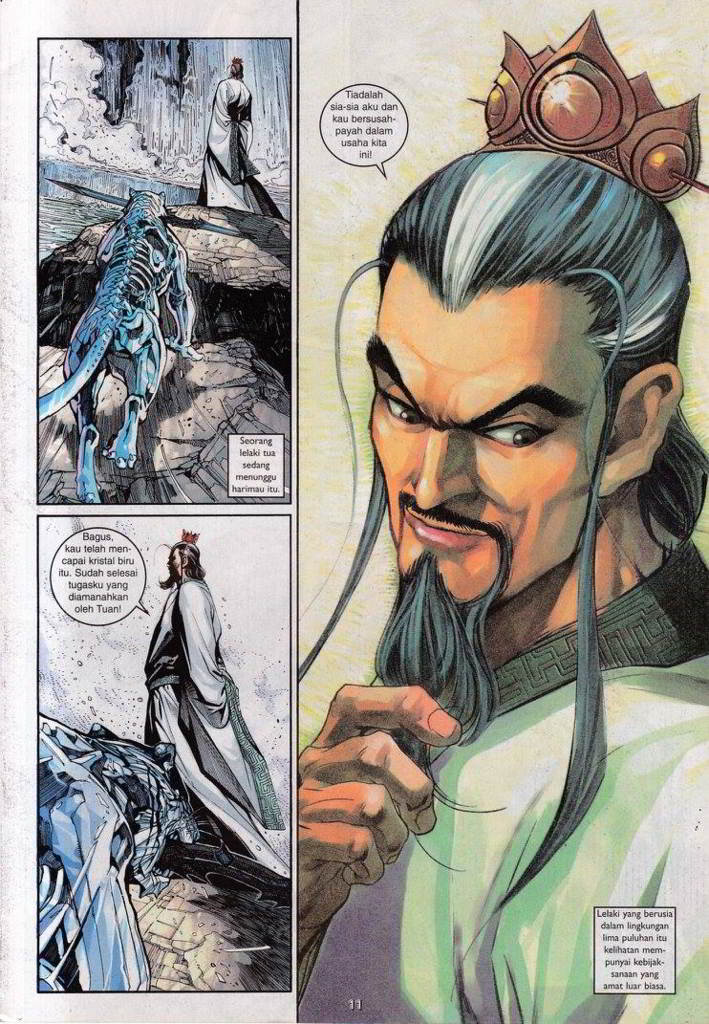 Seorang
lelaki tua
sedang
menunggu
harimau itu.
Bagus,
kau telah men-
capai kristal biru
itu. Sudah selesai
tugasku yang
diamanahkan
oleh Tuan!
Tiadalah
sia-sia aku dan
kau bersusah-
payah dalam
usaha kita
ini!
Lelaki yang berusia
dalam lingkungan
lima puluhan itu
kelihatan mem-
punyai kebijak-
sanaan yang
amat luar biasa.
11